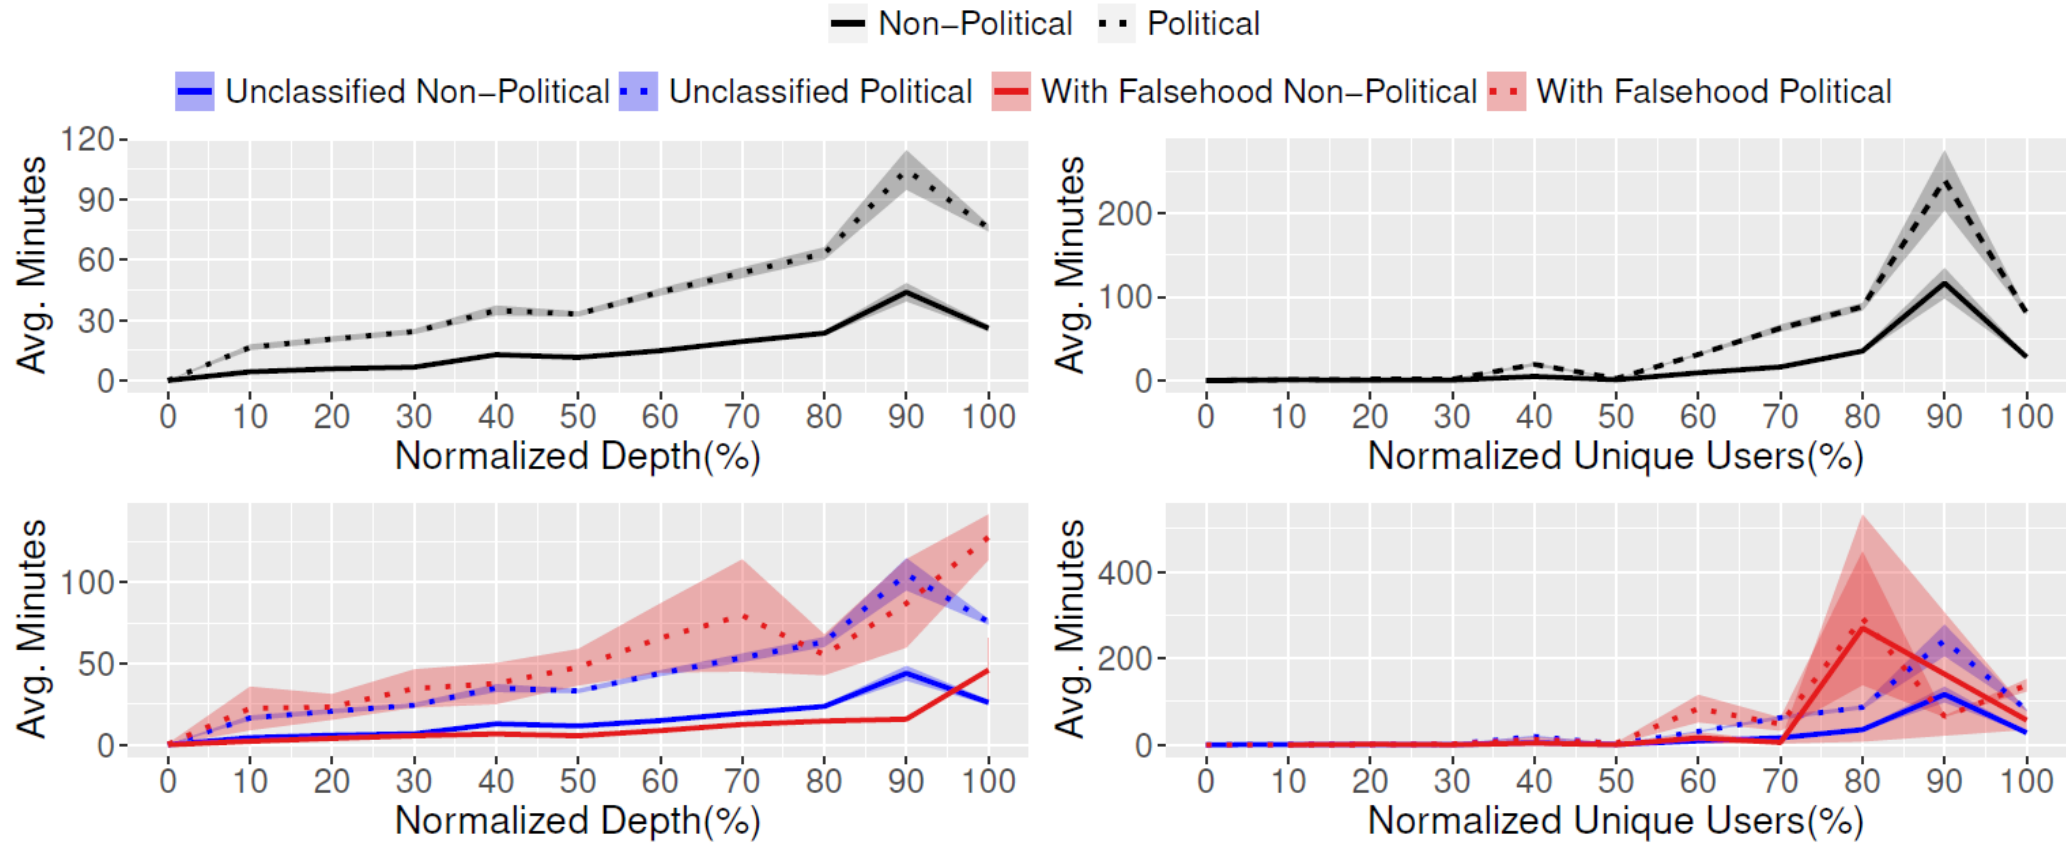 Non−Political Political
Unclassified Non−Political Unclassified Political With Falsehood Non−Political With Falsehood Political
Avg. Minutes
120
90
60
30
0
0 10 20 30 40 50 60 70 80 90 100
Normalized Depth(%)
Avg. Minutes
200
100
0
0 10 20 30 40 50 60 70 80 90 100
Normalized Unique Users(%)
Avg. Minutes
100
50
0
0 10 20 30 40 50 60 70 80 90 100
Normalized Depth(%)
Avg. Minutes
400
200
0
0 10 20 30 40 50 60 70 80 90 100
Normalized Unique Users(%)